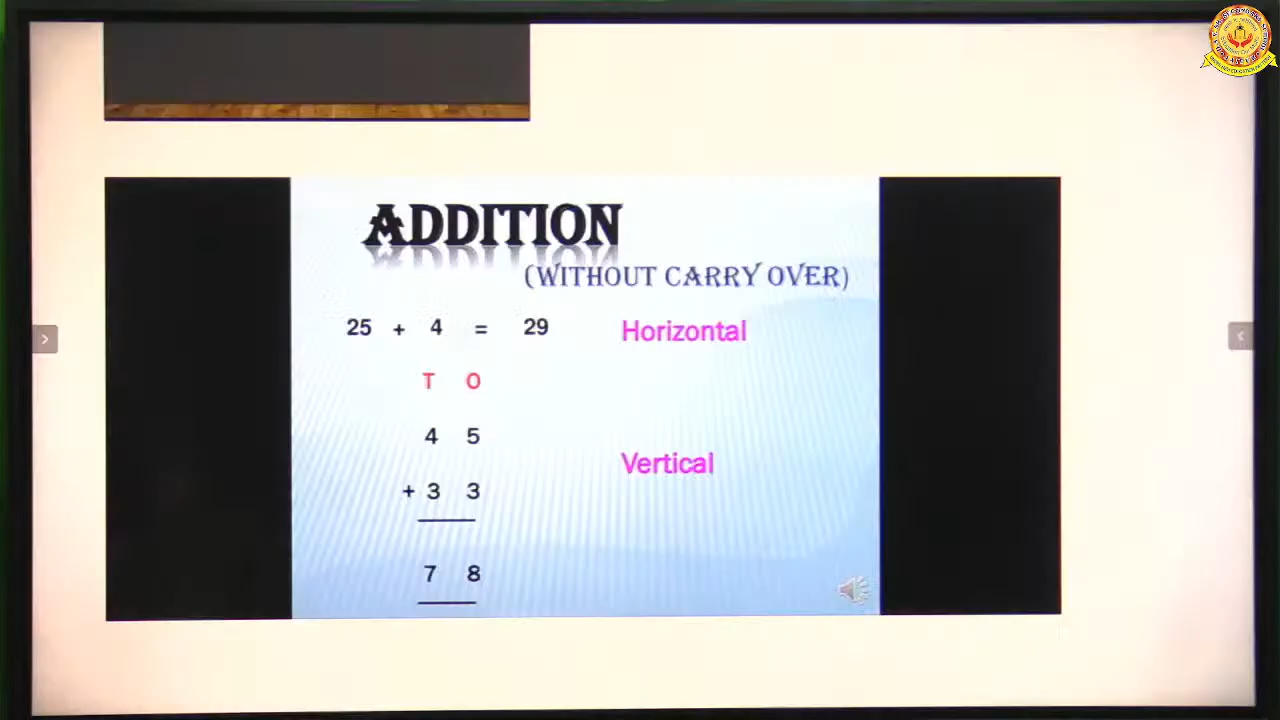 ADDITION
(WITHOUT CARRY OVER)
25 + 4 = 29 Horizontal
T O
4 5
Vertical
+ 3 3
7 8